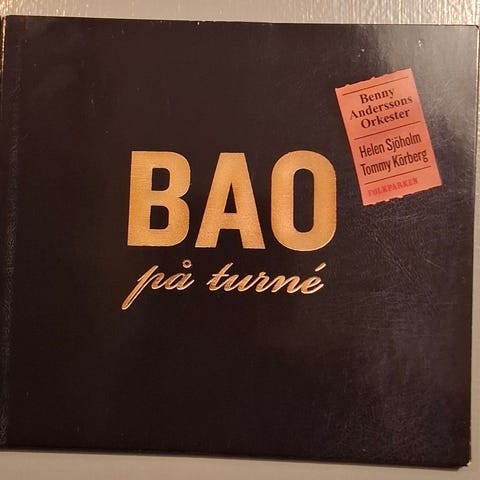 Benny
Anderssons
Orkester
Helen Sjöholm
Tommy Körberg
FOLKPARKEN
BAO
på turné